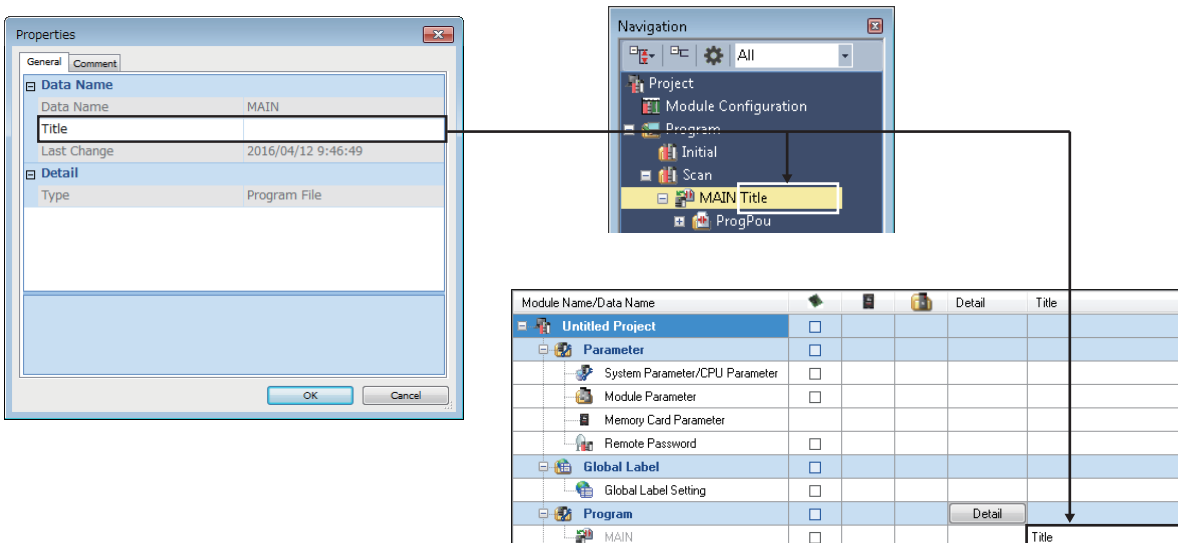 Properties
General Comment
Data Name
Data Name MAIN
Title
Last Change 2016/04/12 9:46:49
Detail
Type Program File
OK Cancel
Navigation
All
Project
Module Configuration
Program
Initial
Scan
MAIN Title
ProgPou
Module Name/Data Name Detail Title
Untitled Project
Parameter
System Parameter/CPU Parameter
Module Parameter
Memory Card Parameter
Remote Password
Global Label
Global Label Setting
Program Detail
MAIN Title